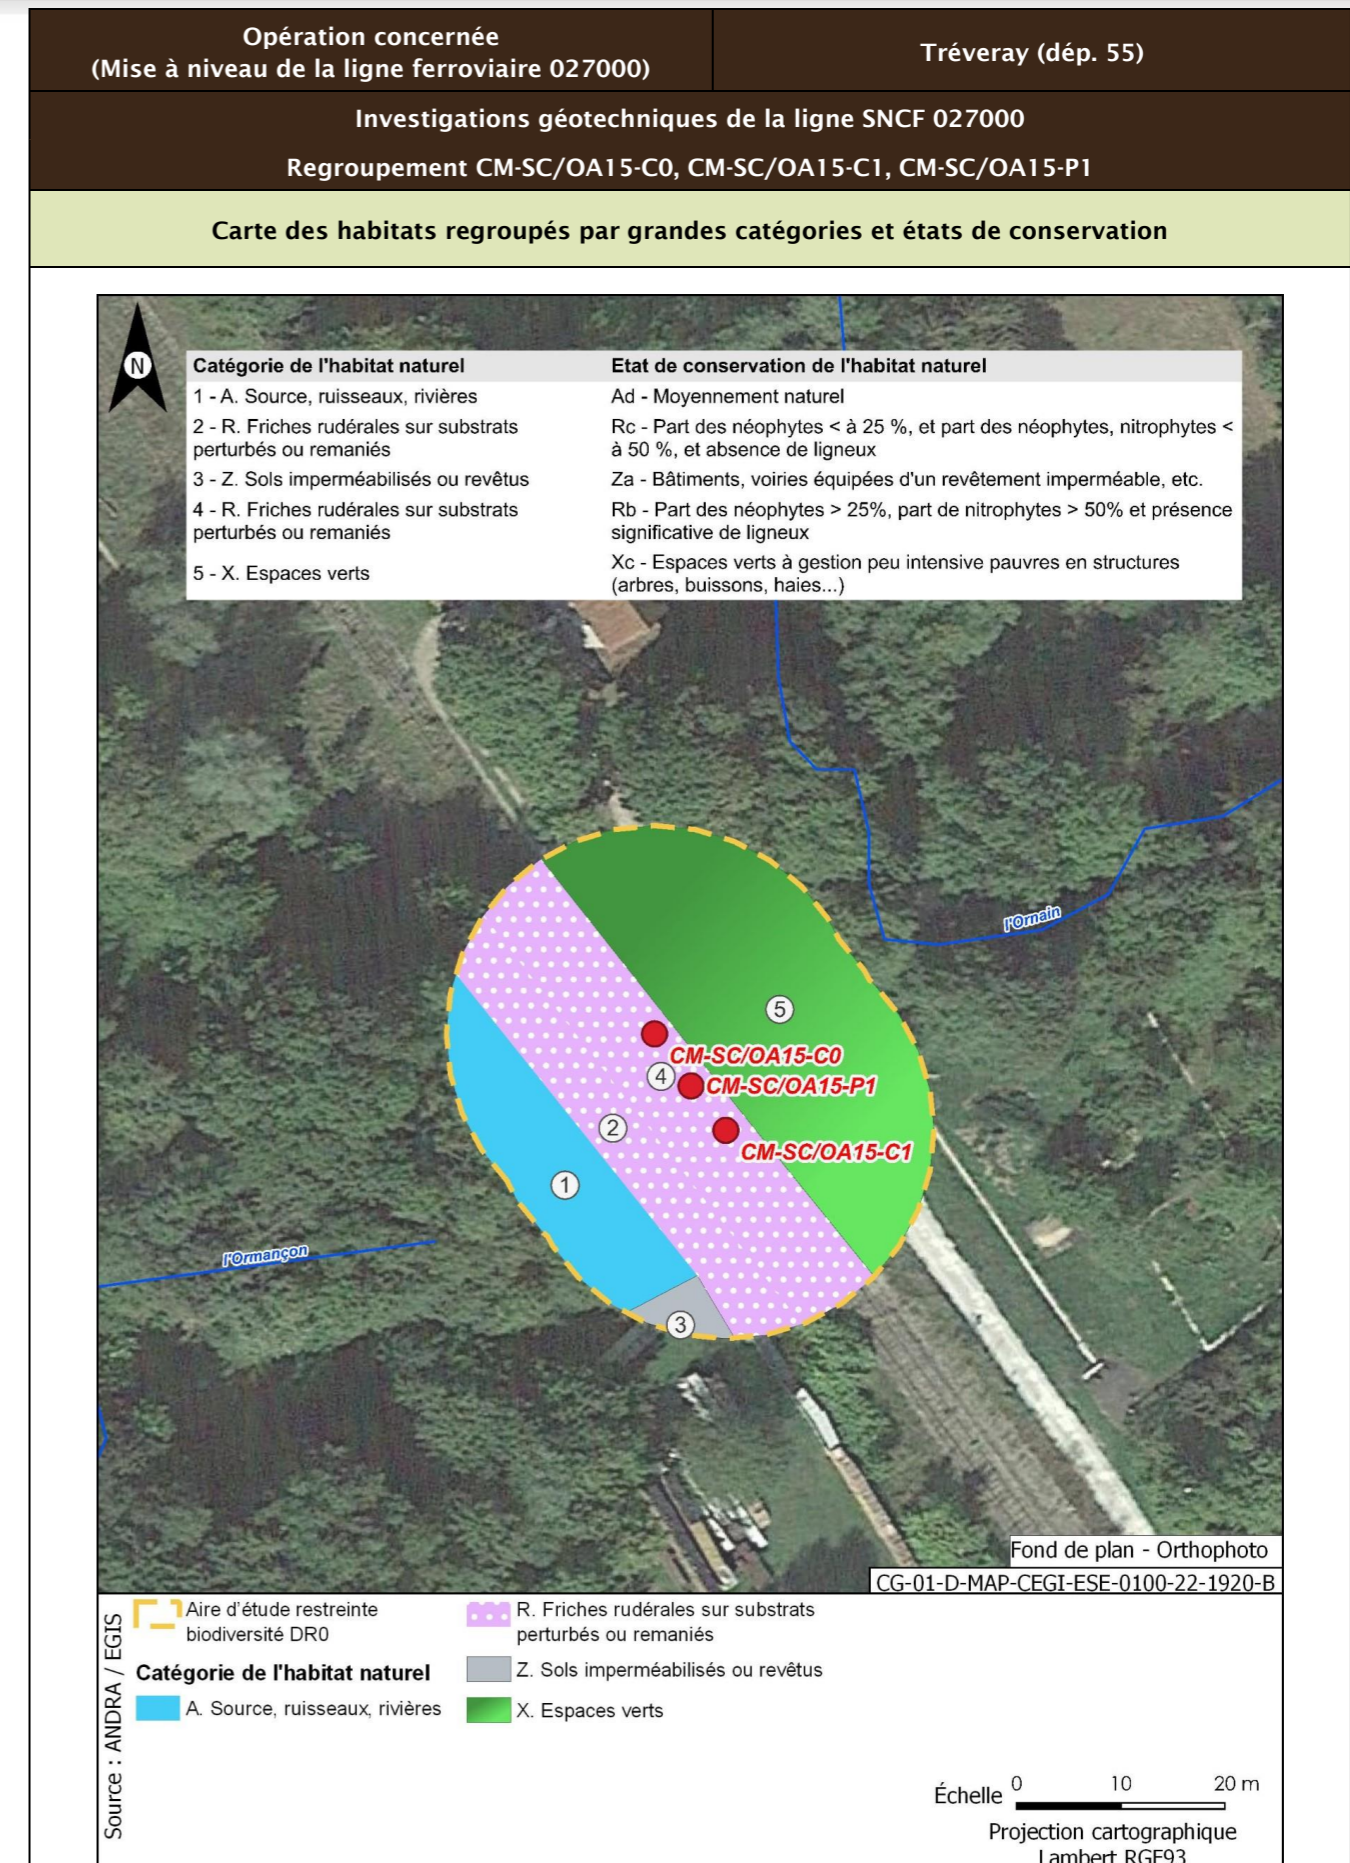 Opération concernée
(Mise à niveau de la ligne ferroviaire 027000)
Tréveray (dép. 55)
Investigations géotechniques de la ligne SNCF 027000
Regroupement CM-SC/OA15-C0, CM-SC/OA15-C1, CM-SC/OA15-P1
Carte des habitats regroupés par grandes catégories et états de conservation
N
Catégorie de l'habitat naturel
Etat de conservation de l'habitat naturel
1 - A. Source, ruisseaux, rivières
Ad - Moyennement naturel
2 - R. Friches rudérales sur substrats
perturbés ou remaniés
Rc - Part des néophytes < à 25 %, et part des néophytes, nitrophytes <
à 50 %, et absence de ligneux
3 - Z. Sols imperméabilisés ou revêtus
Za - Bâtiments, voiries équipées d'un revêtement imperméable, etc.
4 - R. Friches rudérales sur substrats
perturbés ou remaniés
Rb - Part des néophytes > 25%, part de nitrophytes > 50% et présence
significative de ligneux
5 - X. Espaces verts
Xc - Espaces verts à gestion peu intensive pauvres en structures
(arbres, buissons, haies...)
l'Ornain
5
CM-SC/OA15-C0
4
CM-SC/OA15-P1
2
CM-SC/OA15-C1
1
l'Ormançon
3
Fond de plan - Orthophoto
CG-01-D-MAP-CEGI-ESE-0100-22-1920-B
Source : ANDRA / EGIS
Aire d'étude restreinte
biodiversité DR0
Catégorie de l'habitat naturel
A. Source, ruisseaux, rivières
R. Friches rudérales sur substrats
perturbés ou remaniés
Z. Sols imperméabilisés ou revêtus
X. Espaces verts
Échelle 0 10 20 m
Projection cartographique
Lambert RGF93